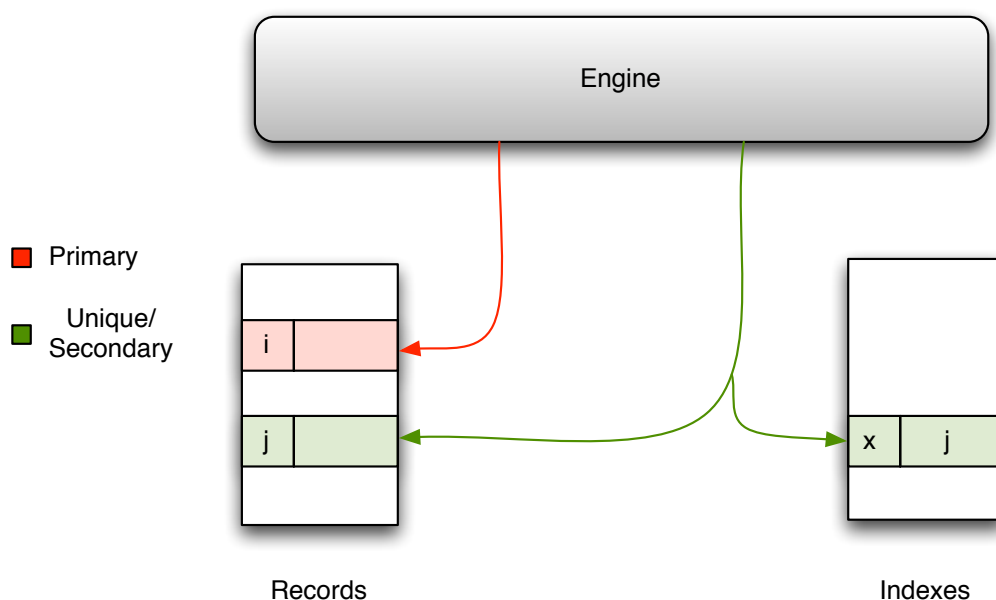 Engine
Primary
Unique/
Secondary
i
j
x
j
Records
Indexes